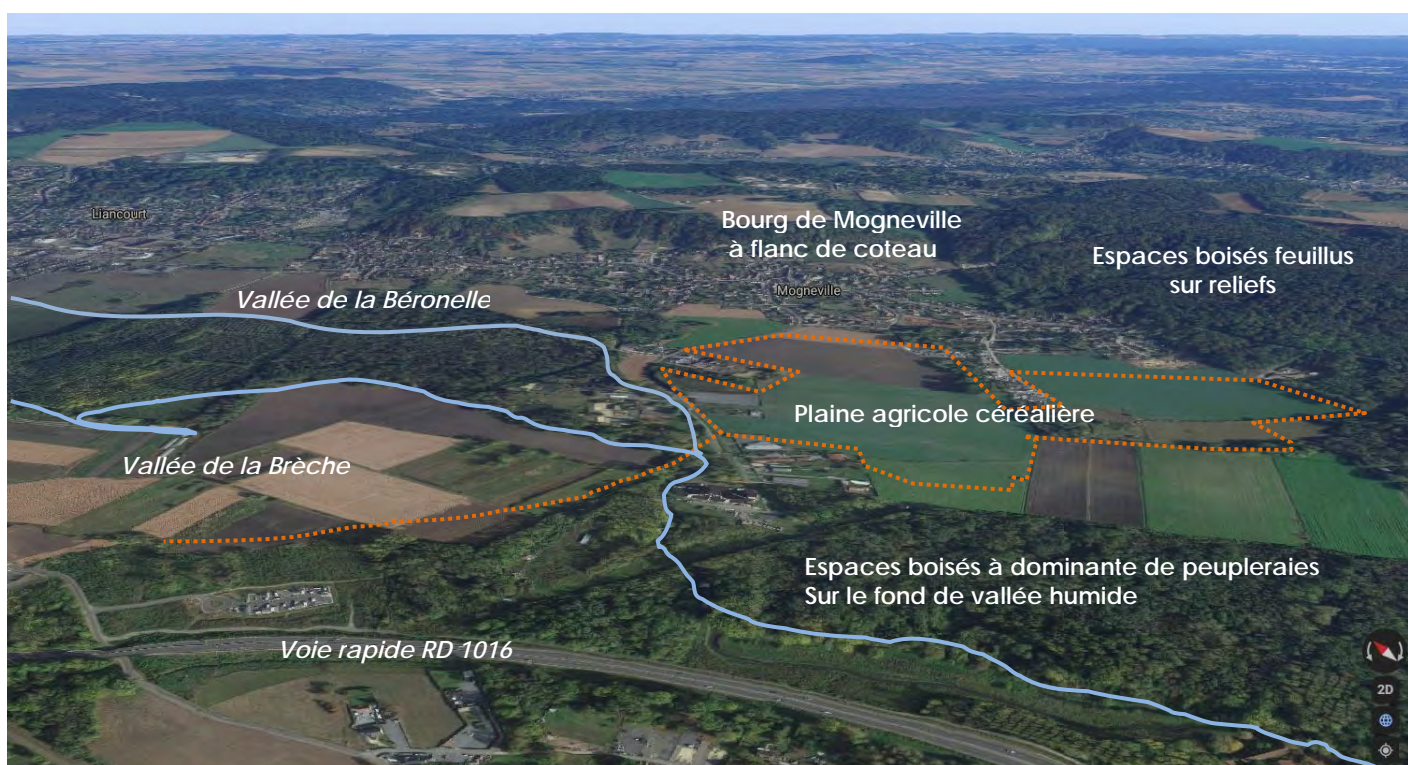 Liancourt
Bourg de Mogneville
à flanc de coteau
Espaces boisés feuillus
sur reliefs
Vallée de la Béronelle
Mogneville
Plaine agricole céréalière
Vallée de la Brèche
Espaces boisés à dominante de peupleraies
Sur le fond de vallée humide
Voie rapide RD 1016
2D